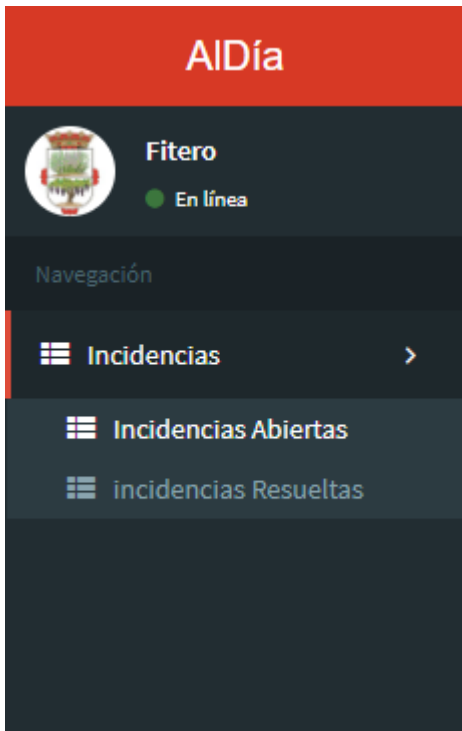 AlDía
Fitero
En línea
Navegación
Incidencias
Incidencias Abiertas
incidencias Resueltas